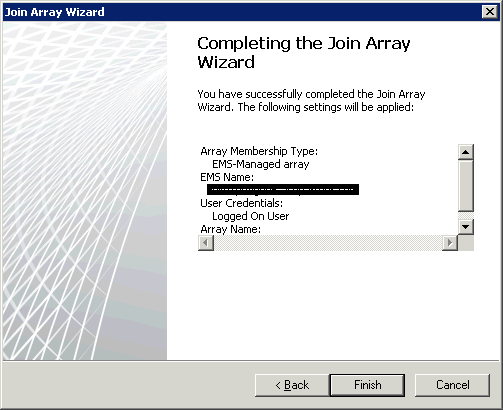 Join Array Wizard
Completing the Join Array
Wizard
You have successfully completed the Join Array
Wizard. The following settings will be applied:
Array Membership Type:
EMS-Managed array
EMS Name:
User Credentials:
Logged On User
Array Name:
< Back
Finish
Cancel